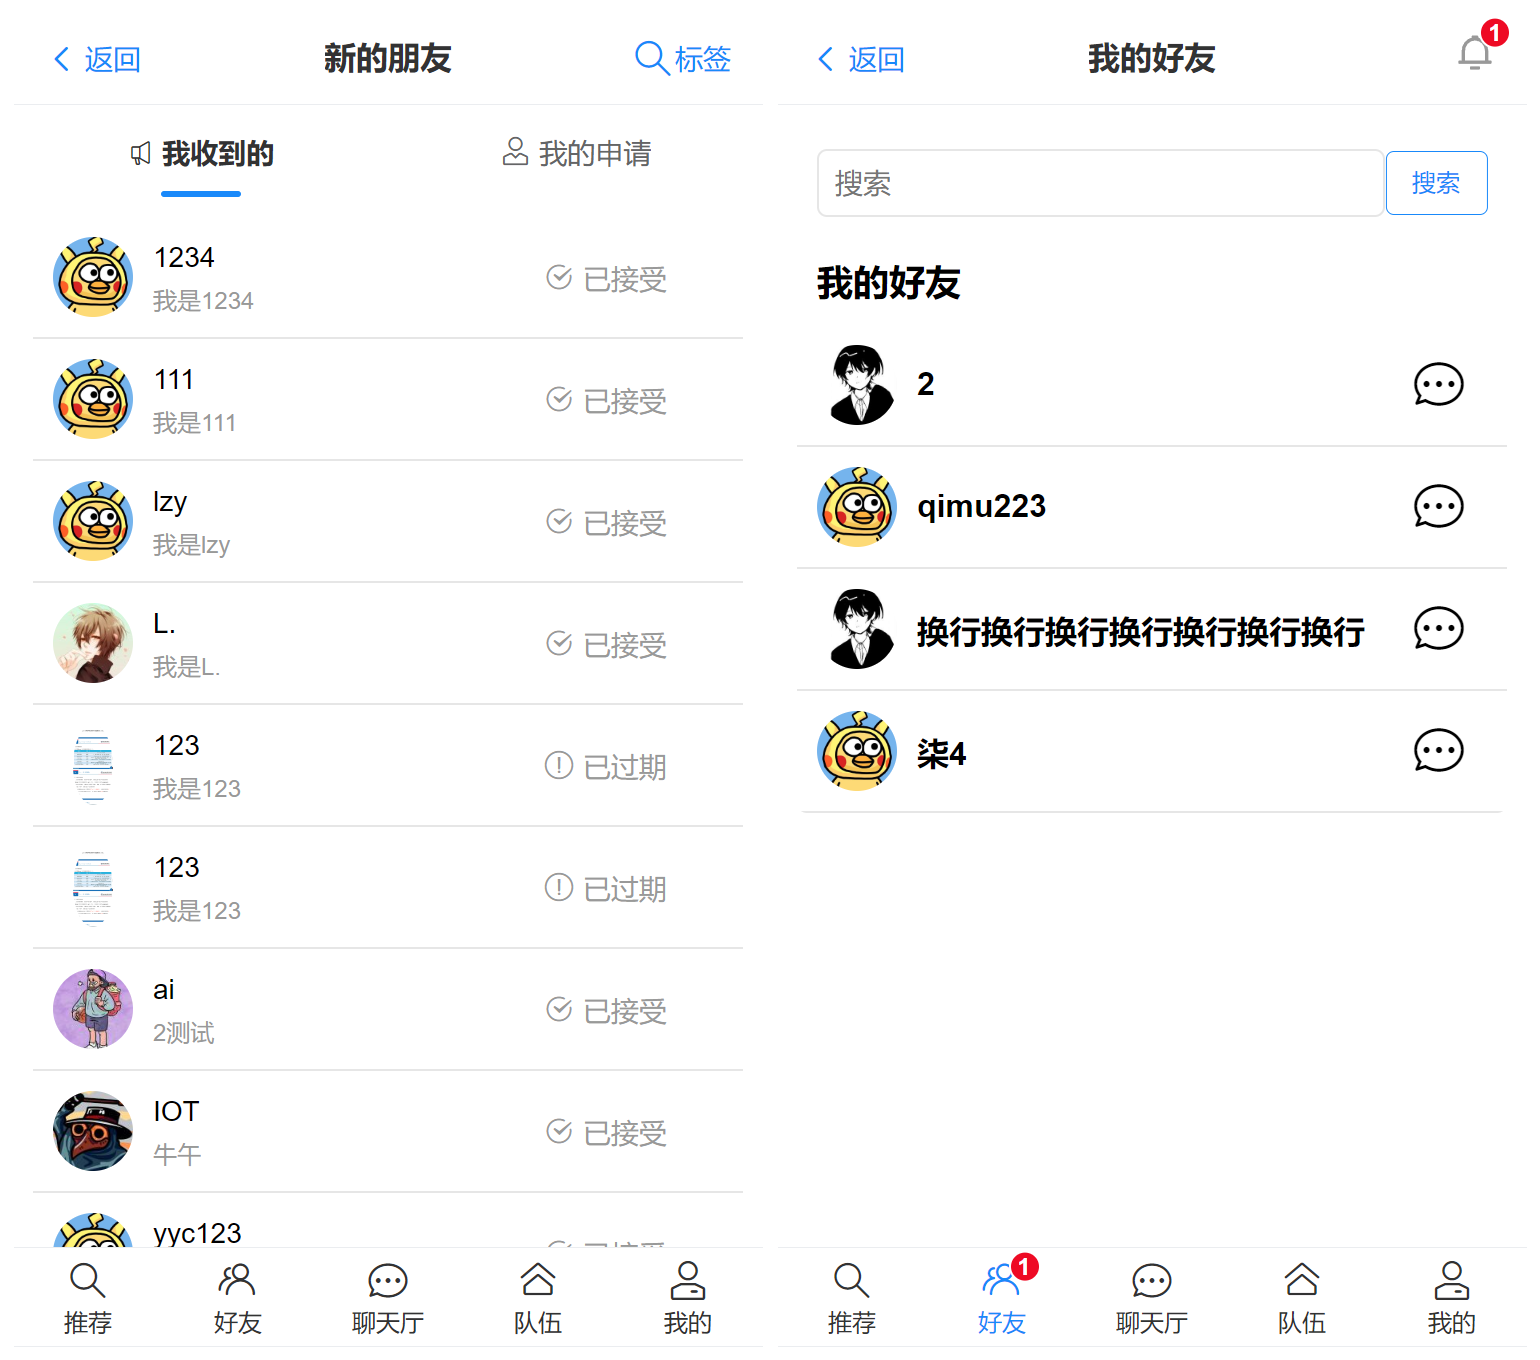 返回
新的朋友
标签
我收到的
我的申请
1234
我是1234
已接受
111
我是111
已接受
lzy
我是lzy
已接受
L.
我是L.
已接受
123
我是123
已过期
123
我是123
已过期
ai
2测试
已接受
IOT
牛午
已接受
yyc123
已接受
推荐
好友
聊天厅
队伍
我的
返回
我的好友
1
搜索
搜索
我的好友
2
qimu223
换行换行换行换行换行换行换行
柒4
推荐
1
好友
聊天厅
队伍
我的